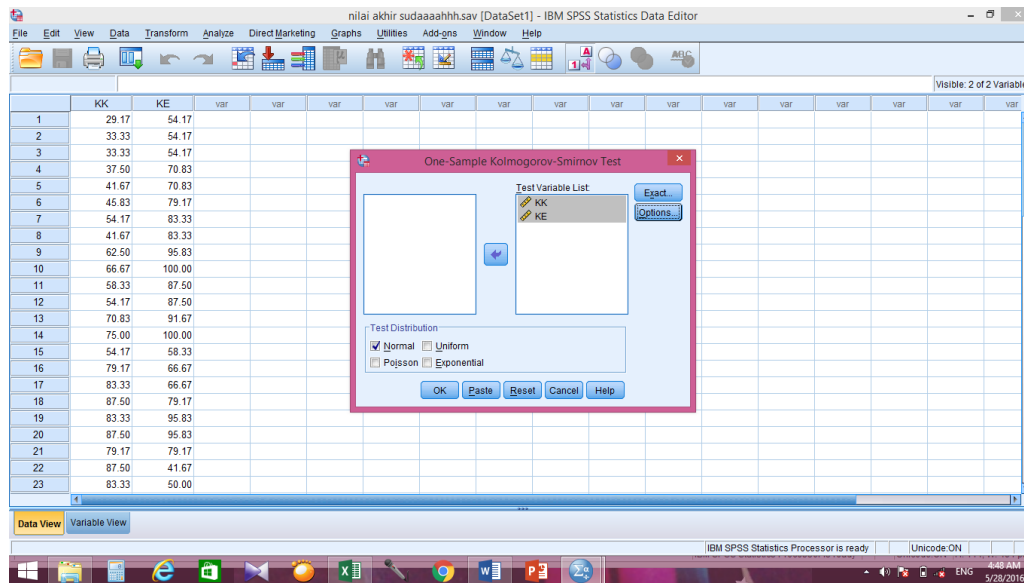 nilai akhir sudaaaahhh.sav [DataSet1] - IBM SPSS Statistics Data Editor
File Edit View Data Transform Analyze Direct Marketing Graphs Utilities Add-ons Window Help
Visible: 2 of 2 Variable
KK KE var var var var var var var var var var var var var var var
1 29.17 54.17
2 33.33 54.17
3 33.33 54.17
4 37.50 70.83
5 41.67 70.83
6 45.83 79.17
7 54.17 83.33
8 41.67 83.33
9 62.50 95.83
10 66.67 100.00
11 58.33 87.50
12 54.17 87.50
13 70.83 91.67
14 75.00 100.00
15 54.17 58.33
16 79.17 66.67
17 83.33 66.67
18 87.50 79.17
19 83.33 95.83
20 87.50 95.83
21 79.17 79.17
22 87.50 41.67
23 83.33 50.00
One-Sample Kolmogorov-Smirnov Test
Test Variable List:
KK
KE
Exact...
Options...
Test Distribution
Normal Uniform
Poisson Exponential
OK Paste Reset Cancel Help
Data View Variable View
IBM SPSS Statistics Processor is ready Unicode:ON
ENG 4:48 AM